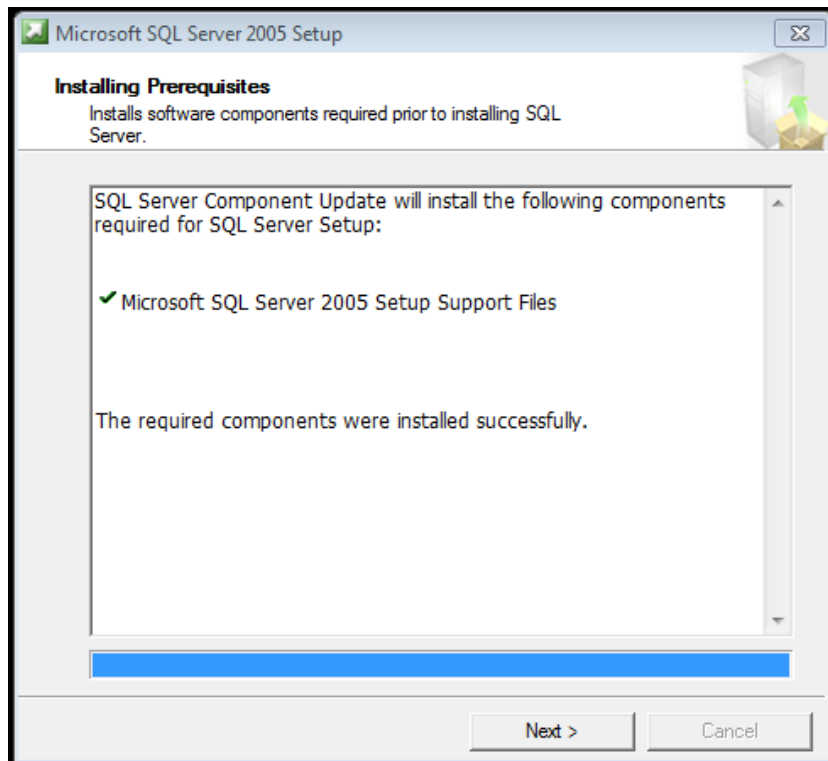 Microsoft SQL Server 2005 Setup
Installing Prerequisites
Installs software components required prior to installing SQL
Server.
SQL Server Component Update will install the following components
required for SQL Server Setup:
Microsoft SQL Server 2005 Setup Support Files
The required components were installed successfully.
Next >
Cancel